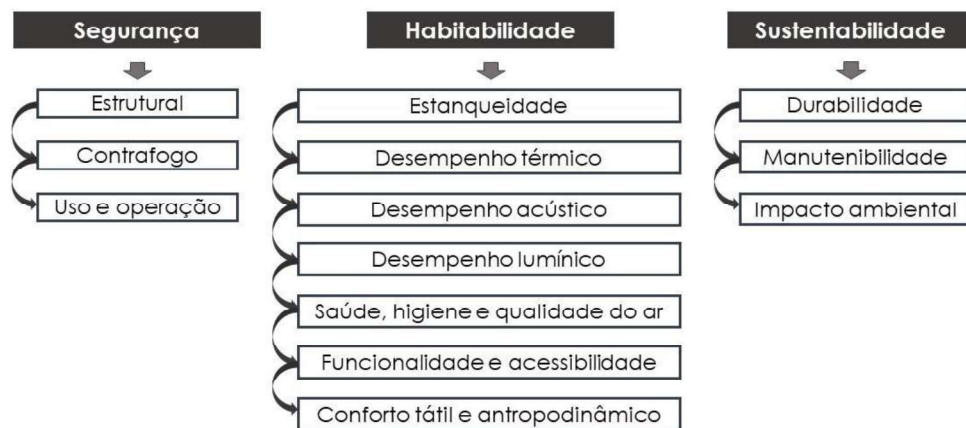 Segurança
Estrutural
Contrafogo
Uso e operação
Habitabilidade
Estanqueidade
Desempenho térmico
Desempenho acústico
Desempenho lumínico
Saúde, higiene e qualidade do ar
Funcionalidade e acessibilidade
Conforto tátil e antropodinâmico
Sustentabilidade
Durabilidade
Manutenibilidade
Impacto ambiental